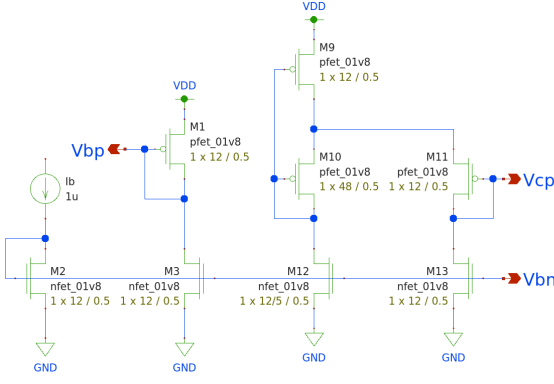 VDD
M9
pfet_01v8
1 x 12 / 0.5
VDD
M1
pfet_01v8
1 x 12 / 0.5
Vbp
M10
pfet_01v8
1 x 48 / 0.5
M11
pfet_01v8
1 x 12 / 0.5
Vcp
Ib
1u
M2
nfet_01v8
1 x 12 / 0.5
M3
nfet_01v8
1 x 12 / 0.5
M12
nfet_01v8
1 x 12/5 / 0.5
M13
nfet_01v8
1 x 12 / 0.5
Vbn
GND
GND
GND
GND